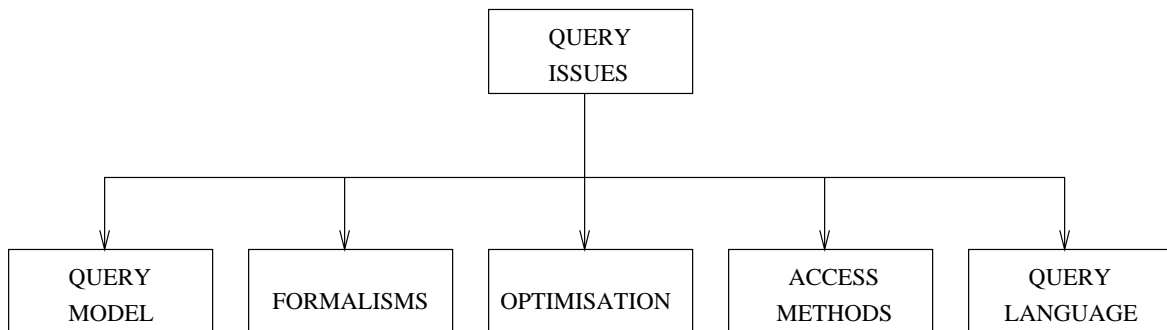 QUERY
ISSUES
QUERY
MODEL
FORMALISMS
OPTIMISATION
ACCESS
METHODS
QUERY
LANGUAGE